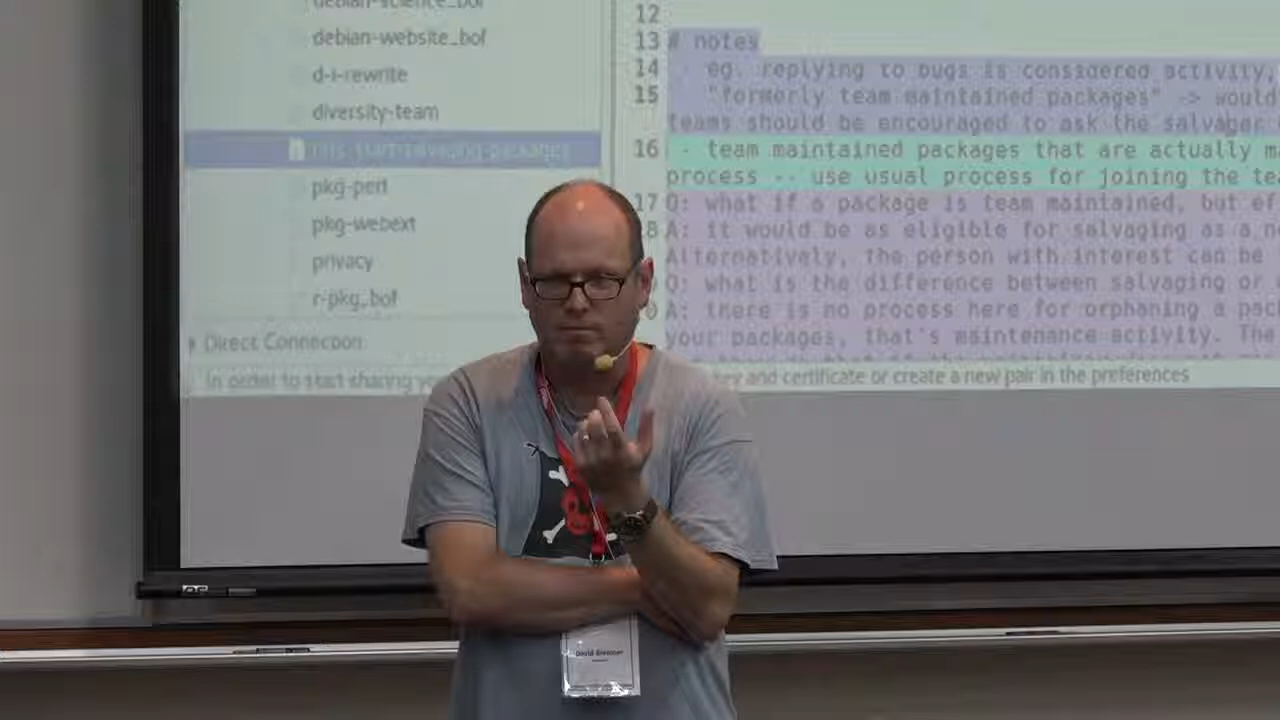 debian-science_bof
debian-website_bof
d-i-rewrite
diversity-team
pkg-perl
pkg-webext
privacy
r-pkg_bof
Direct Connection
In order to start sharing
key and certificate or create a new pair in the preferences
12
13 # notes
14 eg. replying to bugs is considered activity,
15 "formerly team maintained packages" -> would
teams should be encouraged to ask the salvager
16 - team maintained packages that are actually
process -- use usual process for joining the
17 Q: what if a package is team maintained, but
18 A: it would be as eligible for salvaging as a
Alternatively, the person with interest can be
Q: what is the difference between salvaging or
A: there is no process here for orphaning a
your packages, that's maintenance activity. The
David Bremner